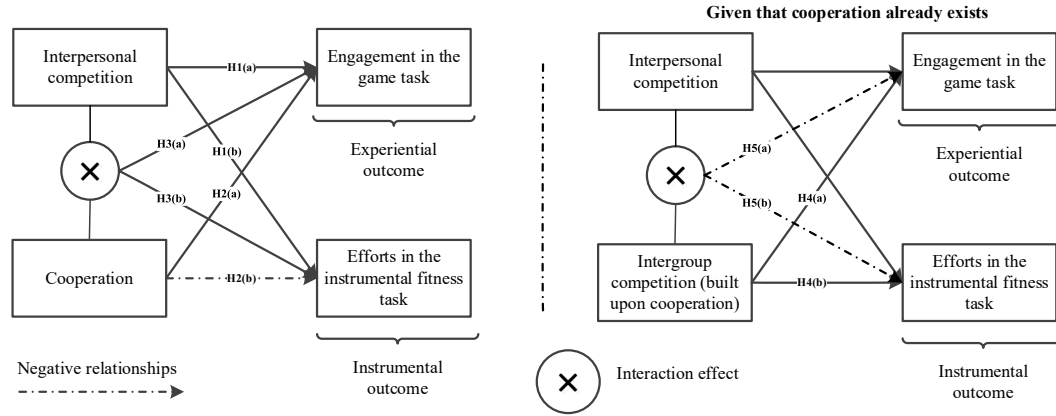 Given that cooperation already exists
Interpersonal
competition
H1(a)
Engagement in the
game task
H3(a)
H1(b)
Experiential
outcome
H2(a)
H3(b)
Cooperation
H2(b)
Efforts in the
instrumental fitness
task
Negative relationships
Instrumental
outcome
Interpersonal
competition
Engagement in the
game task
H5(a)
Experiential
outcome
H5(b)
H4(a)
Intergroup
competition (built
upon cooperation)
H4(b)
Efforts in the
instrumental fitness
task
Interaction effect
Instrumental
outcome